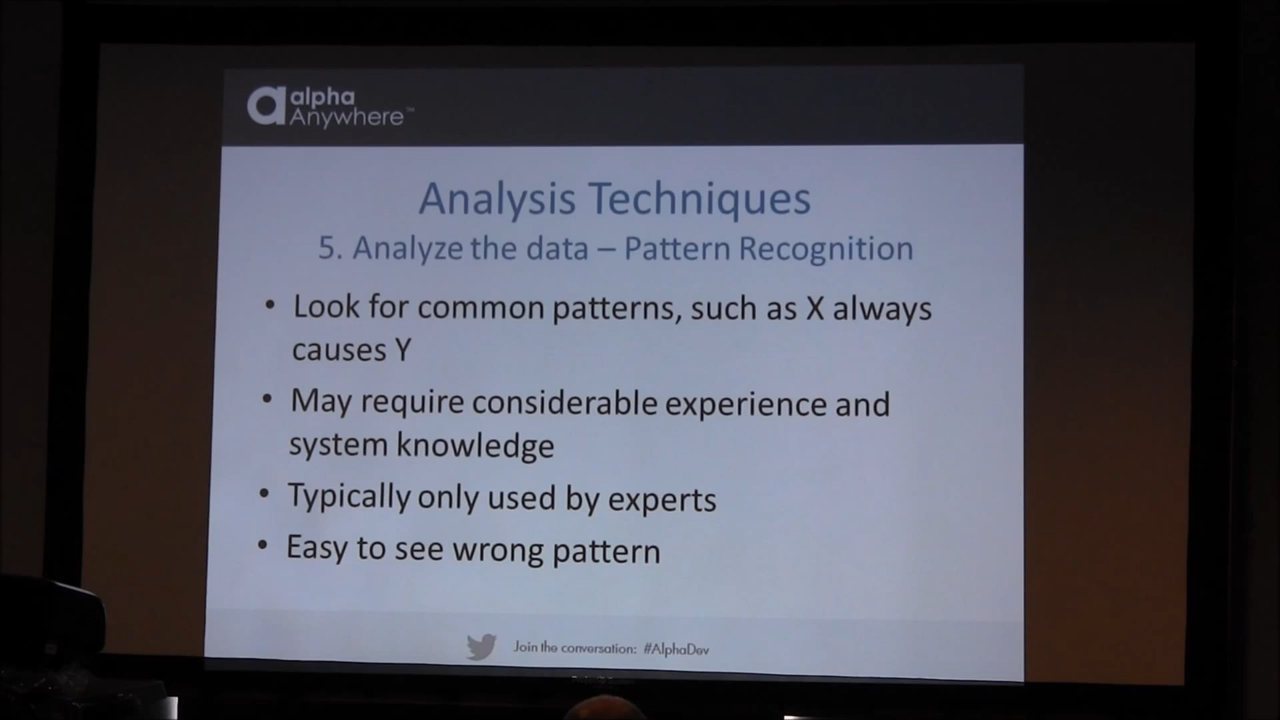 alpha
Anywhere™
Analysis Techniques
5. Analyze the data – Pattern Recognition
• Look for common patterns, such as X always
causes Y
• May require considerable experience and
system knowledge
• Typically only used by experts
• Easy to see wrong pattern
Join the conversation: #AlphaDev